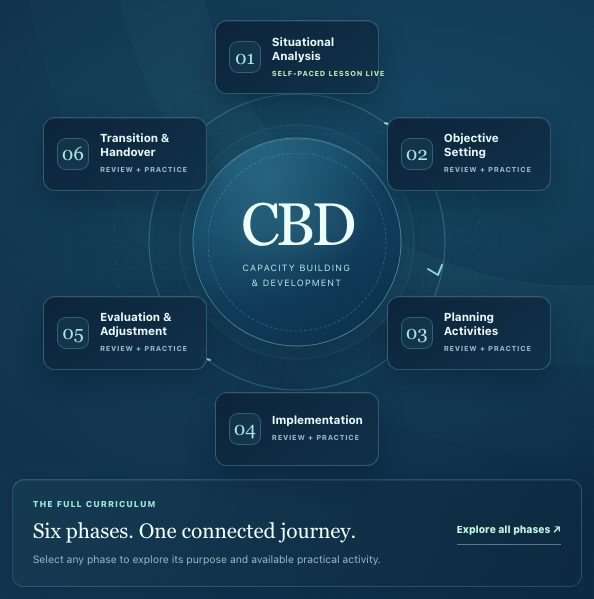 01
Situational
Analysis
SELF-PACED LESSON LIVE
06
Transition &
Handover
REVIEW + PRACTICE
02
Objective
Setting
REVIEW + PRACTICE
CBD
CAPACITY BUILDING
& DEVELOPMENT
05
Evaluation &
Adjustment
REVIEW + PRACTICE
03
Planning
Activities
REVIEW + PRACTICE
04
Implementation
REVIEW + PRACTICE
THE FULL CURRICULUM
Six phases. One connected journey.
Explore all phases ↗
Select any phase to explore its purpose and available practical activity.